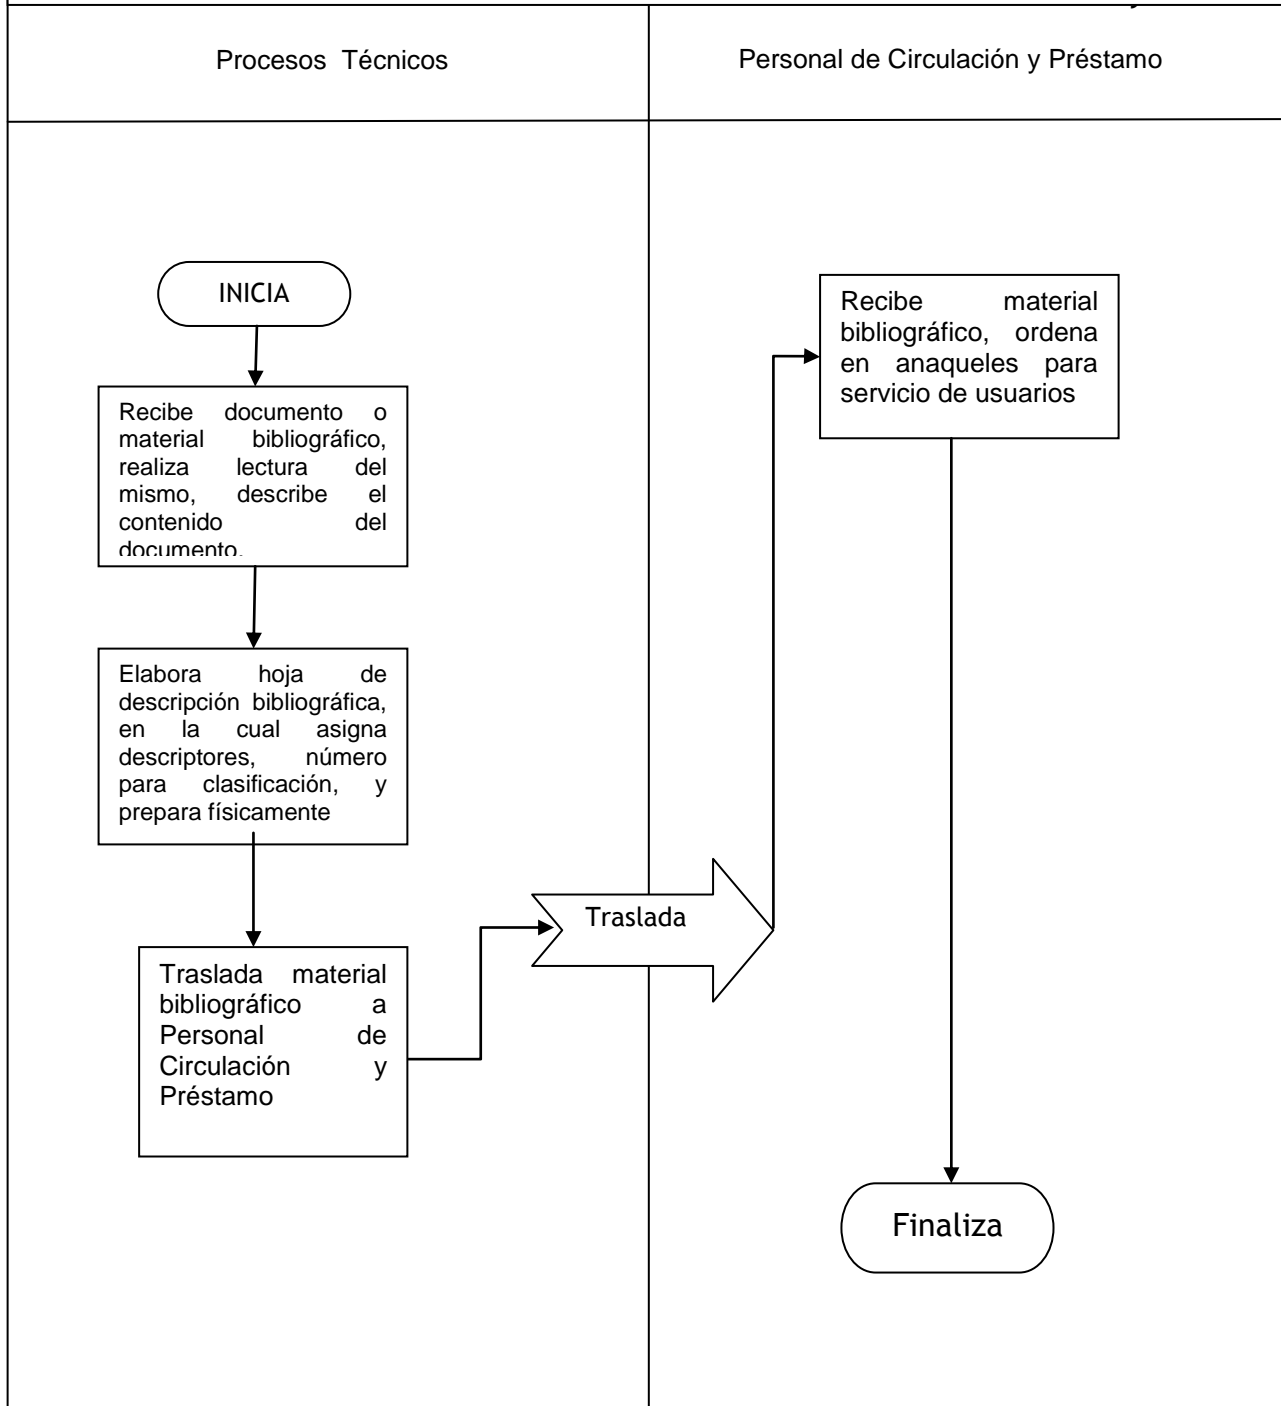 Procesos Técnicos
Personal de Circulación y Préstamo
INICIA
Recibe documento o
material bibliográfico,
realiza lectura del
mismo, describe el
contenido del
documento.
Elabora hoja de
descripción bibliográfica,
en la cual asigna
descriptores, número
para clasificación, y
prepara físicamente
Traslada material
bibliográfico a
Personal de
Circulación y
Préstamo
Traslada
Recibe material
bibliográfico, ordena
en anaqueles para
servicio de usuarios
Finaliza